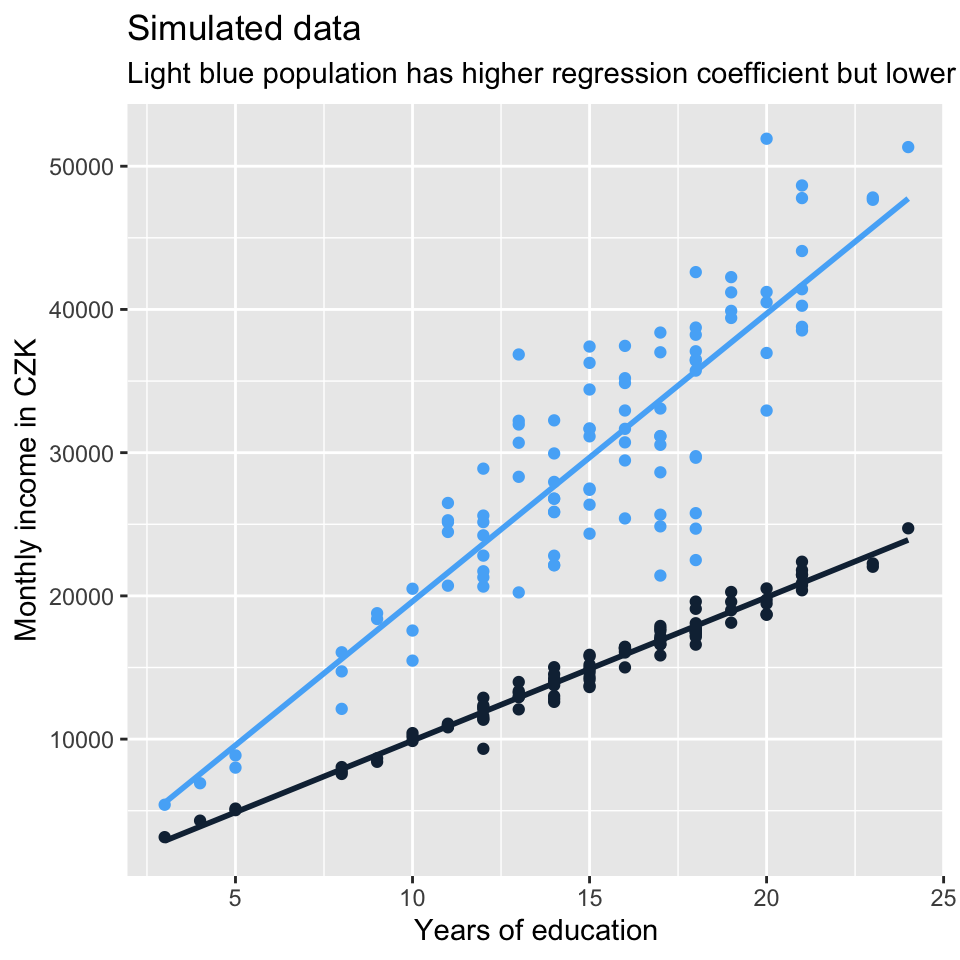 Simulated data
Light blue population has higher regression coefficient but lower
50000
40000
30000
20000
10000
Monthly income in CZK
5
10
15
20
25
Years of education